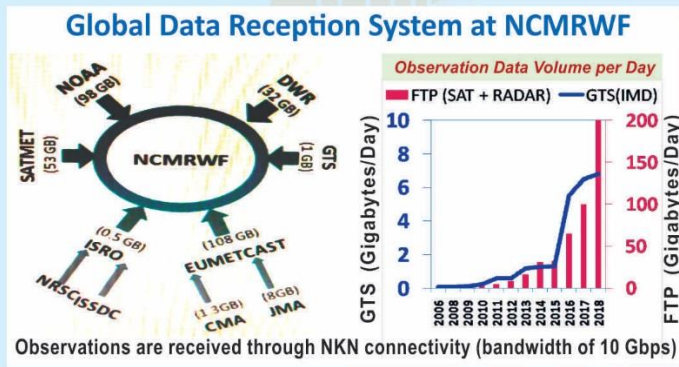 Global Data Reception System at NCMRWF
NOAA
(98 GB)
DWR
(32 GB)
SATMET
(53 GB)
NCMRWF
GTS
(1 GB)
(0.5 GB)
ISRO
(108 GB)
EUMETCAST
NRSC
ISSDC
(1 3GB)
CMA
(8GB)
JMA
Observation Data Volume per Day
FTP (SAT + RADAR)
GTS(IMD)
GTS (Gigabytes/Day)
10
8
6
4
2
0
FTP (Gigabytes/Day)
200
150
100
50
0
2006
2008
2009
2010
2011
2012
2013
2014
2015
2016
2017
2018
Observations are received through NKN connectivity (bandwidth of 10 Gbps)